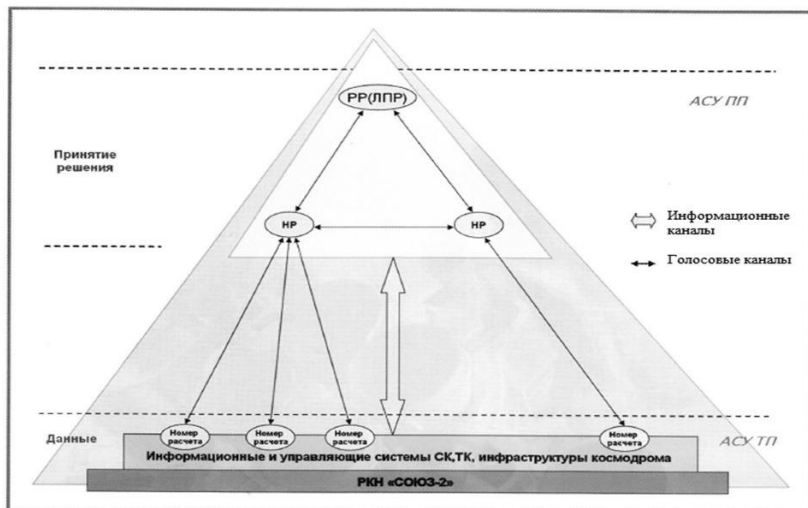 РР(ЛПР)
АСУ ПП
Принятие
решения
НР
НР
Информационные
каналы
Голосовые каналы
Данные
Номер
расчета
Номер
расчета
Номер
расчета
Номер
расчета
АСУ ТП
Информационные и управляющие системы СК,ТК, инфраструктуры космодрома
РКН «СОЮЗ-2»